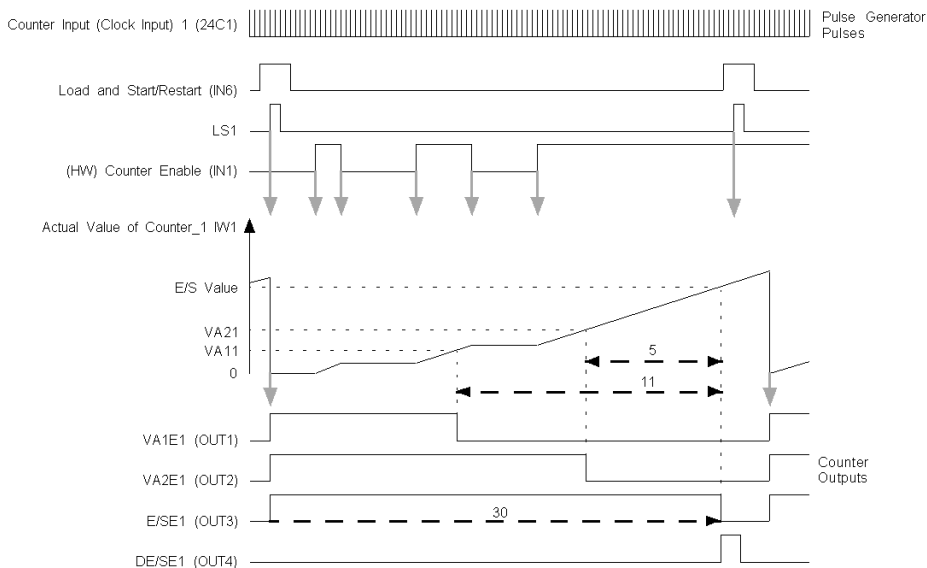 Counter Input (Clock Input) 1 (24C1)
Pulse Generator
Pulses
Load and Start/Restart (IN6)
LS1
(HW) Counter Enable (IN1)
Actual Value of Counter_1 IW1
E/S Value
VA21
VA11
5
0
11
VA1E1 (OUT1)
VA2E1 (OUT2)
Counter
Outputs
E/SE1 (OUT3)
30
DE/SE1 (OUT4)